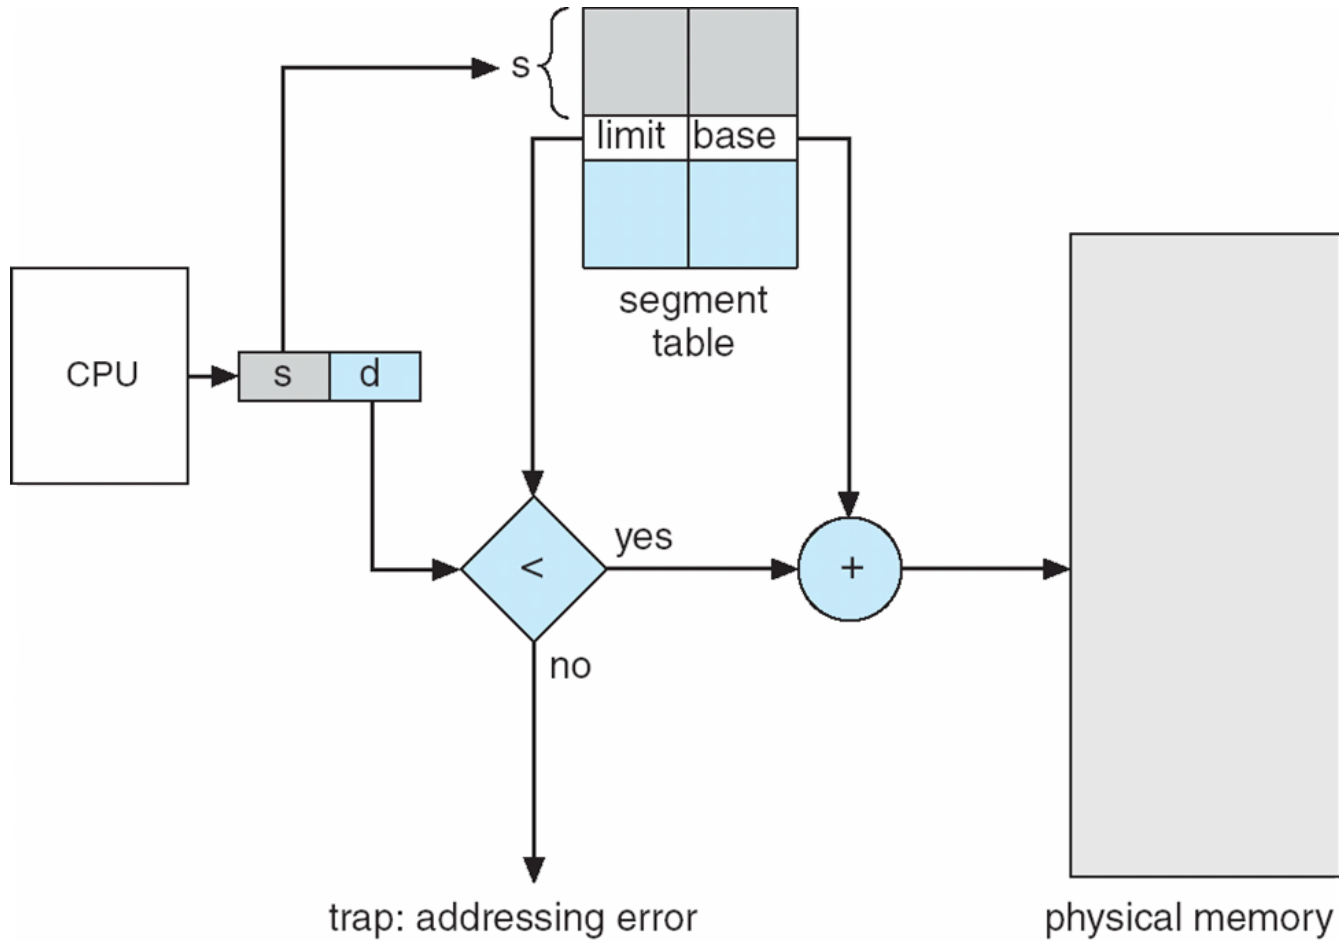 s
limit base
segment
table
CPU
s d
yes
<
+
no
trap: addressing error
physical memory